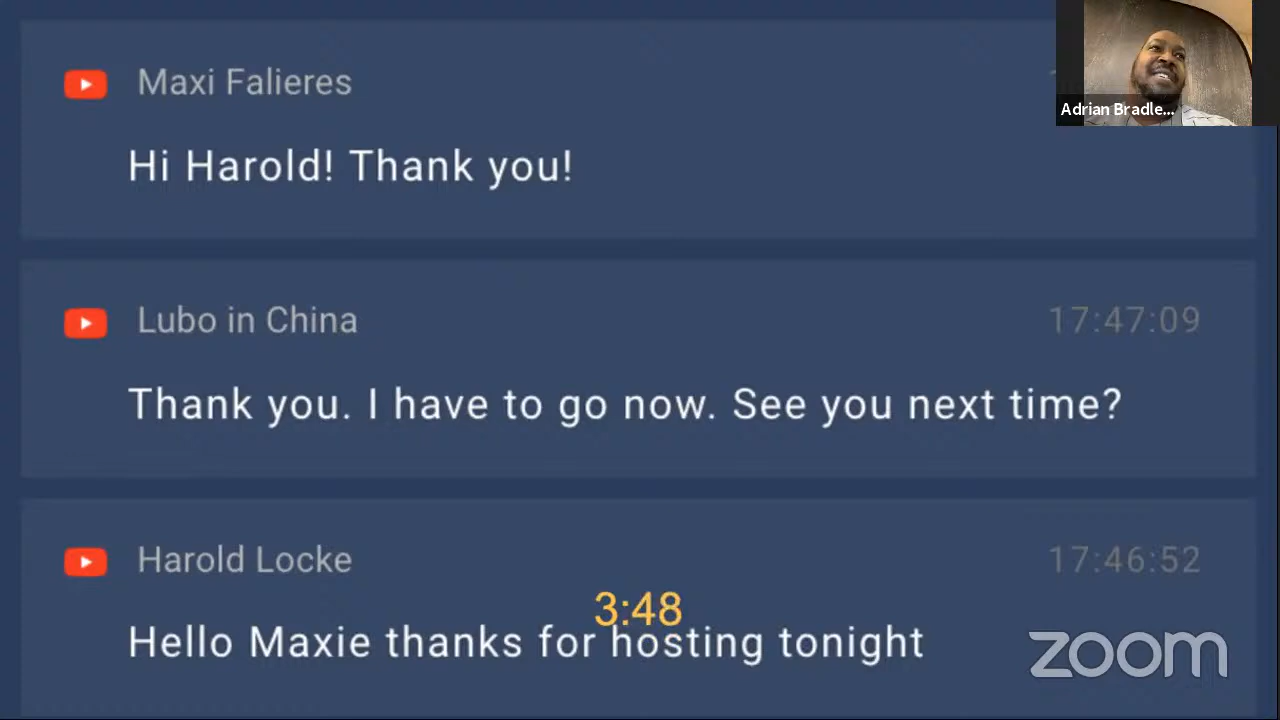 Maxi Falieres
Adrian Bradle...
Hi Harold! Thank you!
Lubo in China
17:47:09
Thank you. I have to go now. See you next time?
Harold Locke
17:46:52
3:48
Hello Maxie thanks for hosting tonight
zoom